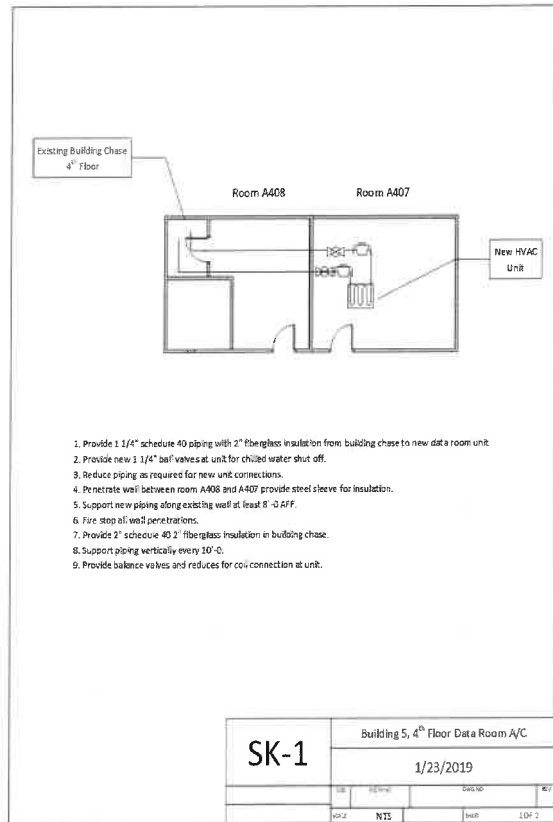 Existing Building Chase
4th Floor
Room A408
Room A407
New HVAC
Unit
1. Provide 1 1/4" schedule 40 piping with 2" fiberglass insulation from building chase to new data room unit
2. Provide new 1 1/4" ball valves at unit for chilled water shut off.
3. Reduce piping as required for new unit connections.
4. Penetrate wall between room A408 and A407 provide steel sleeve for insulation.
5. Support new piping along existing wall at least 8'-0 AFF.
6. Fire stop all wall penetrations.
7. Provide 2" schedule 40 2" fiberglass insulation in building chase.
8. Support piping vertically every 10'-0.
9. Provide balance valves and reduces for coil connection at unit.
SK-1
Building 5, 4th Floor Data Room A/C
1/23/2019
SIZE
DWG NO
REV
SCALE
NTS
SHEET
1 OF 2